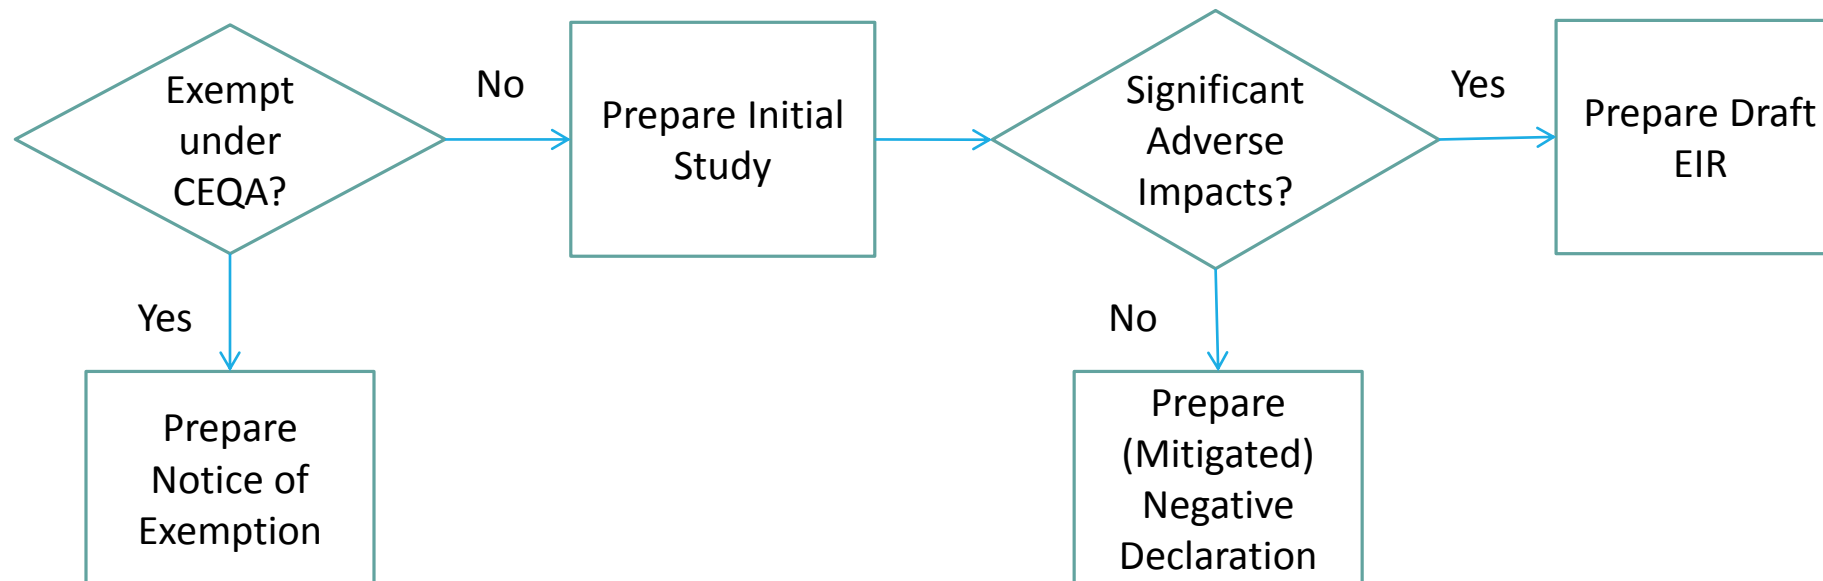 Exempt
under
CEQA?
No
Prepare Initial
Study
Significant
Adverse
Impacts?
Yes
Prepare Draft
EIR
Yes
No
Prepare
Notice of
Exemption
Prepare
(Mitigated)
Negative
Declaration